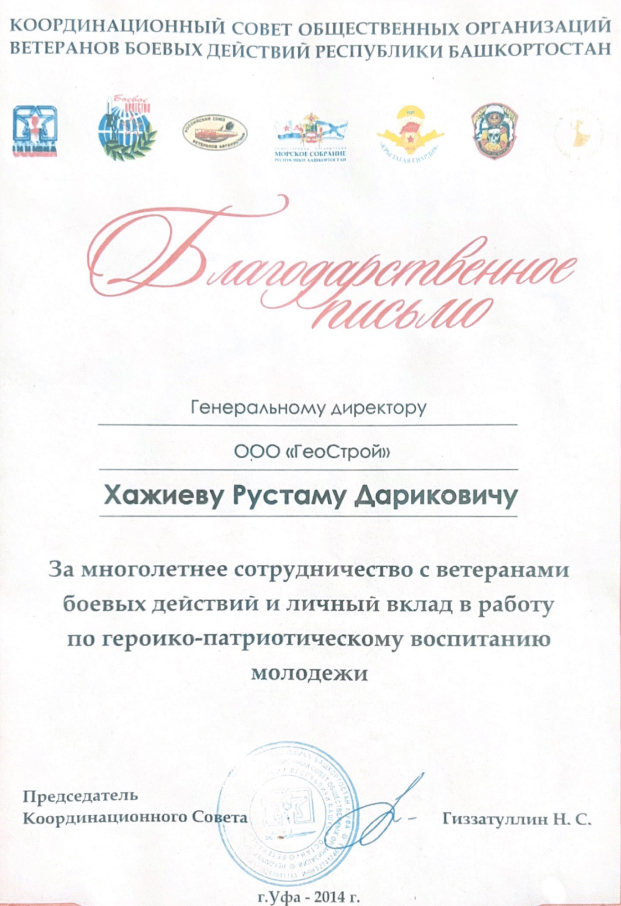 КООРДИНАЦИОННЫЙ СОВЕТ ОБЩЕСТВЕННЫХ ОРГАНИЗАЦИЙ
ВЕТЕРАНОВ БОЕВЫХ ДЕЙСТВИЙ РЕСПУБЛИКИ БАШКОРТОСТАН
Боевое
МОРСКОЕ СОБРАНИЕ
РЕСПУБЛИКИ БАШКОРТОСТАН
Благодарственное
письмо
Генеральному директору
ООО «ГеоСтрой»
Хажиеву Рустаму Дариковичу
За многолетнее сотрудничество с ветеранами
боевых действий и личный вклад в работу
по героико-патриотическому воспитанию
молодежи
Председатель
Координационного Совета
Гиззатуллин Н. С.
г.Уфа - 2014 г.